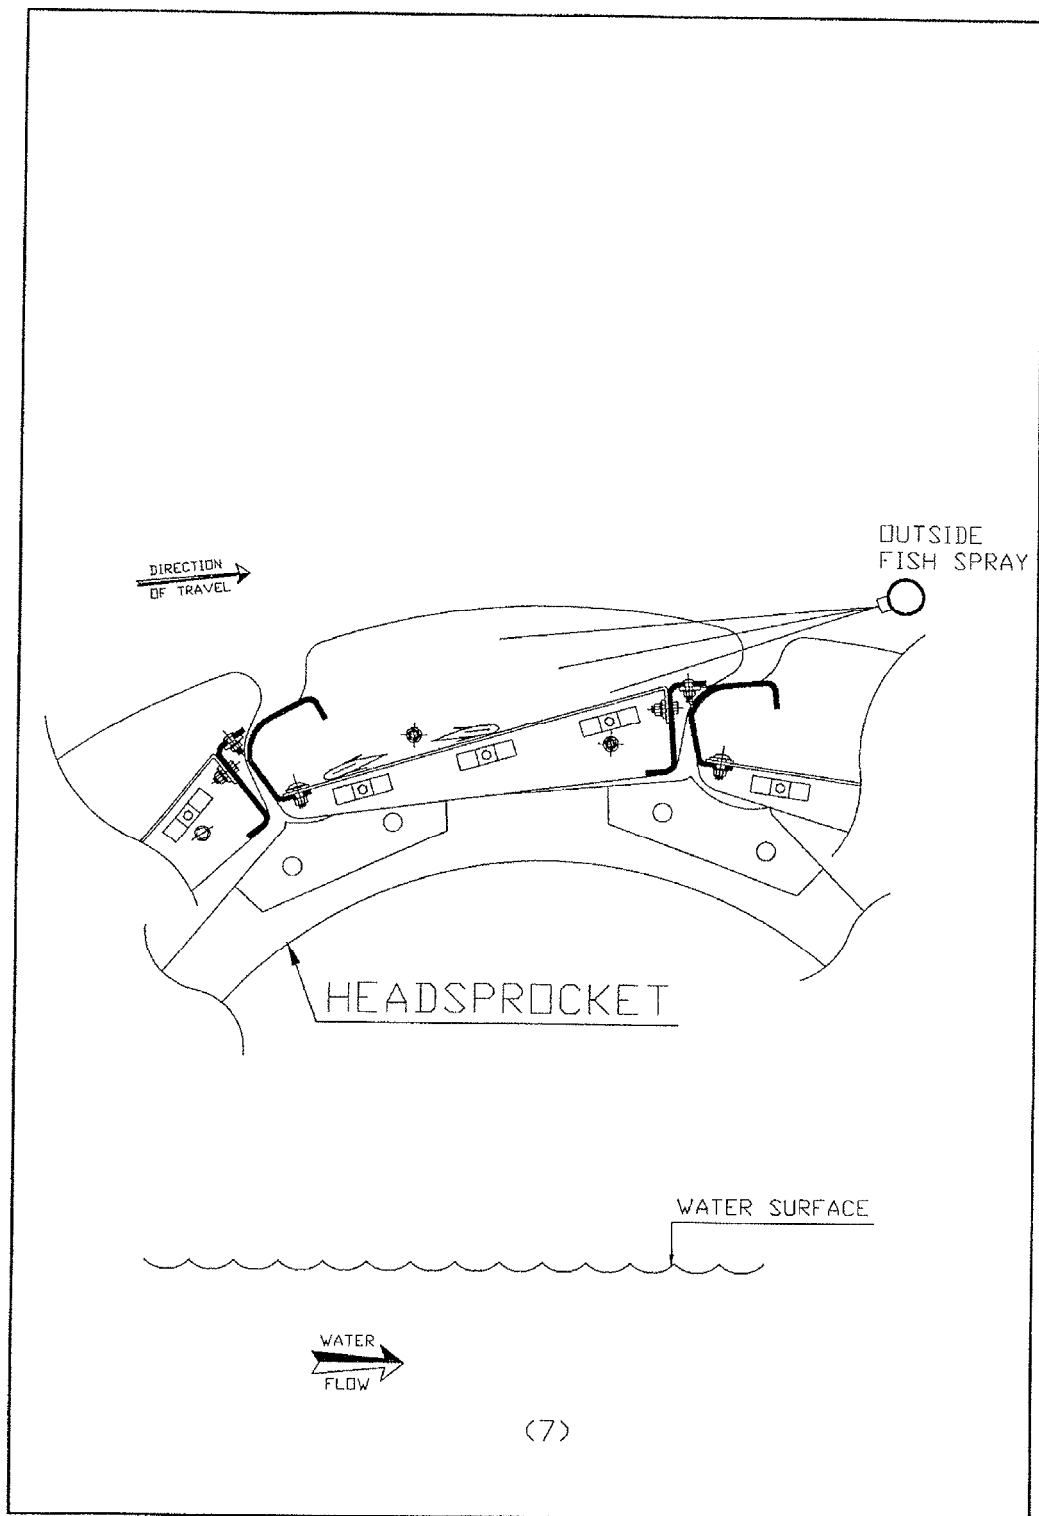 OUTSIDE
FISH SPRAY
DIRECTION
OF TRAVEL
HEADSPROCKET
WATER SURFACE
WATER
FLOW
(7)